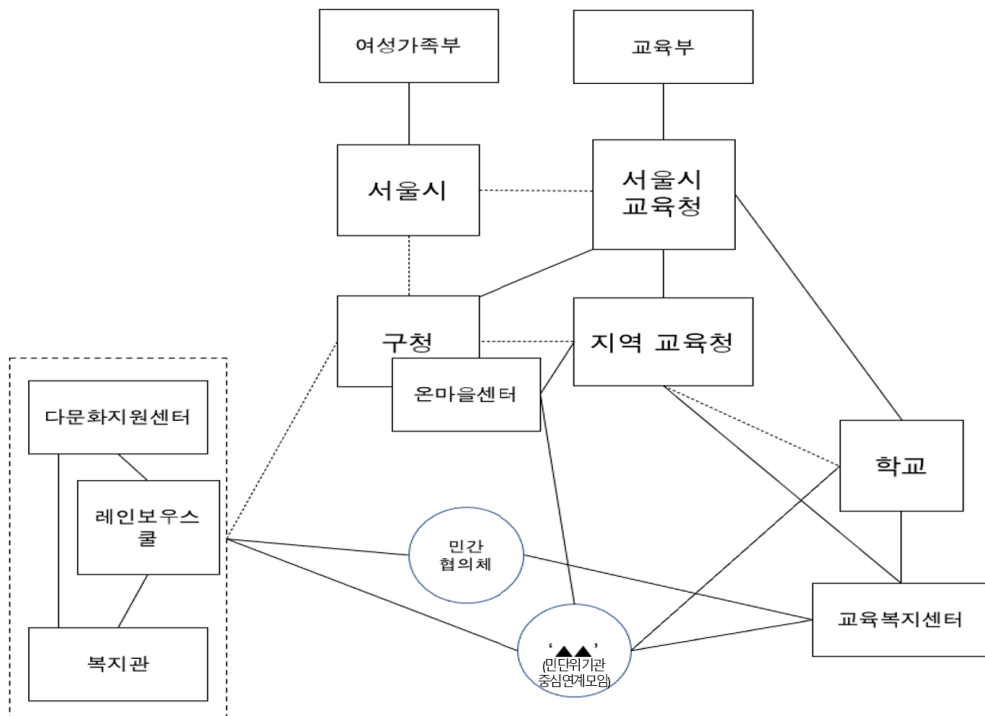 여성가족부
교육부
서울시
서울시
교육청
구청
지역 교육청
온마을센터
다문화지원센터
학교
레인보우스
쿨
민간
협의체
교육복지센터
‘▲▲’
(민단위기관
중심연계모임)
복지관